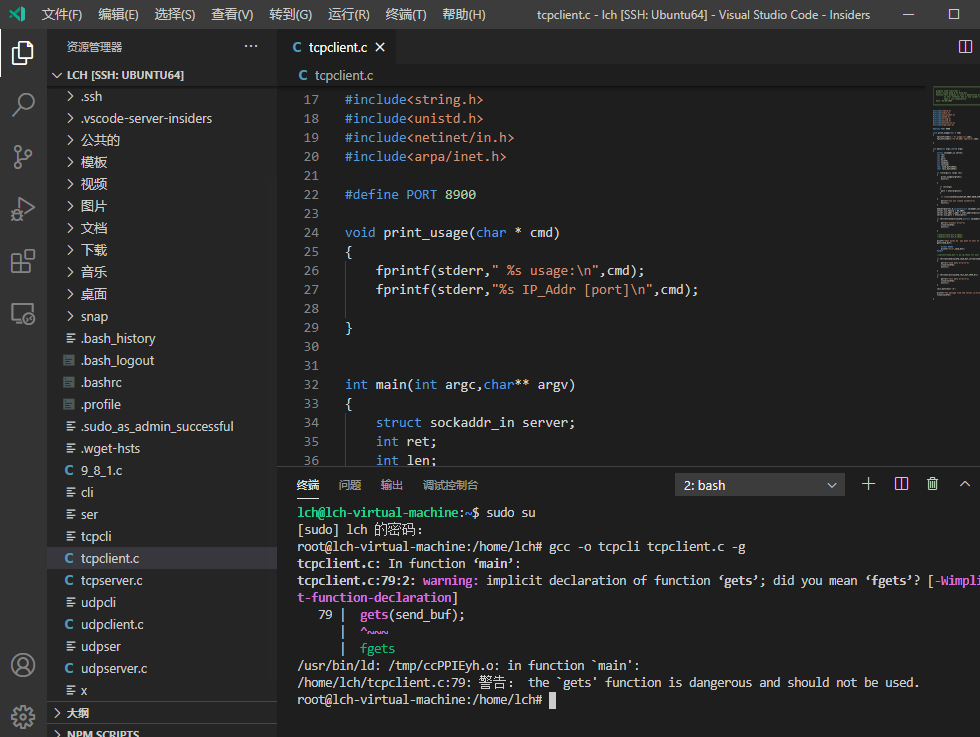 文件(F) 编辑(E) 选择(S) 查看(V) 转到(G) 运行(R) 终端(T) 帮助(H) tcpclient.c - lch [SSH: Ubuntu64] - Visual Studio Code - Insiders
资源管理器 ···
LCH [SSH: UBUNTU64]
.ssh
.vscode-server-insiders
公共的
模板
视频
图片
文档
下载
音乐
桌面
snap
.bash_history
.bash_logout
.bashrc
.profile
.sudo_as_admin_successful
.wget-hsts
C 9_8_1.c
cli
ser
tcpcli
C tcpclient.c
C tcpserver.c
udpcli
C udpclient.c
udpser
C udpserver.c
x
大纲
NPM SCRIPTS
C tcpclient.c
C tcpclient.c
17 #include<string.h>
18 #include<unistd.h>
19 #include<netinet/in.h>
20 #include<arpa/inet.h>
21
22 #define PORT 8900
23
24 void print_usage(char * cmd)
25 {
26 fprintf(stderr," %s usage:\n",cmd);
27 fprintf(stderr,"%s IP_Addr [port]\n",cmd);
28
29 }
30
31
32 int main(int argc,char** argv)
33 {
34 struct sockaddr_in server;
35 int ret;
36 int len;
终端 问题 输出 调试控制台 2: bash
lch@lch-virtual-machine:~$ sudo su
[sudo] lch 的密码:
root@lch-virtual-machine:/home/lch# gcc -o tcpcli tcpclient.c -g
tcpclient.c: In function ‘main’:
tcpclient.c:79:2: warning: implicit declaration of function ‘gets’; did you mean ‘fgets’? [-Wimpli
t-function-declaration]
79 | gets(send_buf);
| ^~~~
| fgets
/usr/bin/ld: /tmp/ccPPIEyh.o: in function `main':
/home/lch/tcpclient.c:79: 警告: the `gets' function is dangerous and should not be used.
root@lch-virtual-machine:/home/lch#